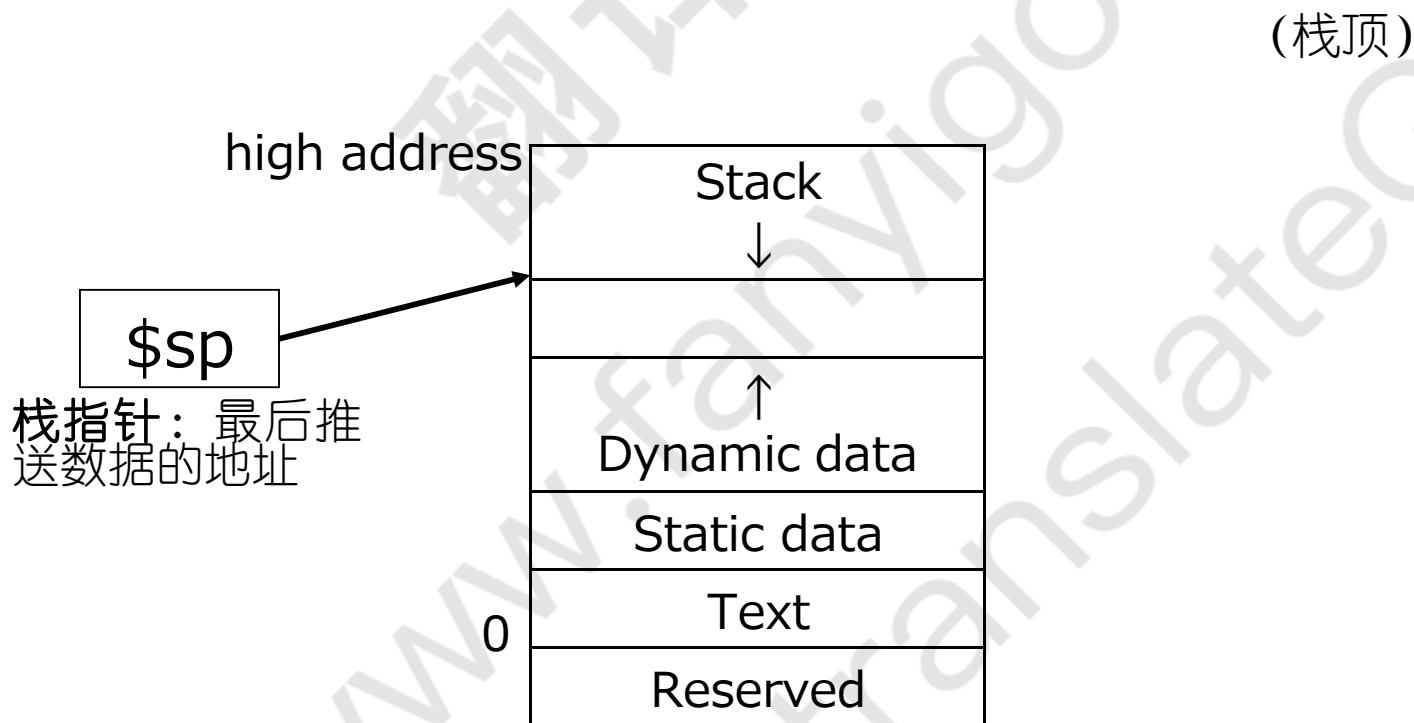 (栈顶)
high address
Stack
↓
$sp
栈指针：最后推
送数据的地址
↑
Dynamic data
Static data
Text
0
Reserved